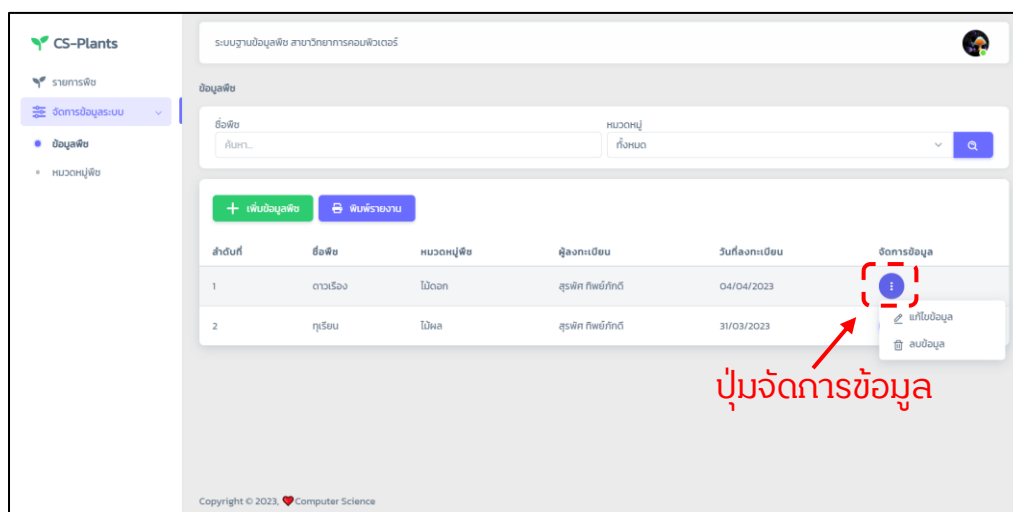 CS-Plants
ระบบฐานข้อมูลพืช สาขาวิทยาการคอมพิวเตอร์
รายการพืช
จัดการข้อมูลระบบ
ข้อมูลพืช
หมวดหมู่พืช
ข้อมูลพืช
ชื่อพืช หมวดหมู่
ค้นหา... ทั้งหมด
เพิ่มข้อมูลพืช พิมพ์รายงาน
ลำดับที่ ชื่อพืช หมวดหมู่พืช ผู้ลงทะเบียน วันที่ลงทะเบียน จัดการข้อมูล
1 ดาวเรือง ไม้ดอก สุรพัศ ทิพย์ภักดี 04/04/2023
2 ทุเรียน ไม้ผล สุรพัศ ทิพย์ภักดี 31/03/2023
แก้ไขข้อมูล
ลบข้อมูล
ปุ่มจัดการข้อมูล
Copyright © 2023, Computer Science